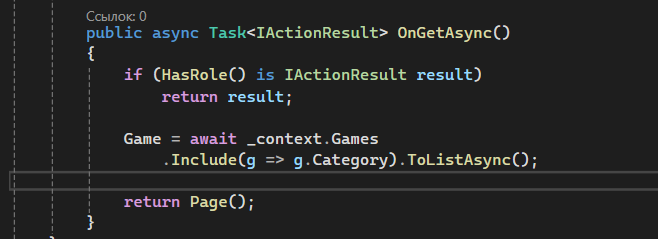 Ссылок: 0
public async Task<IActionResult> OnGetAsync()
{
if (HasRole() is IActionResult result)
return result;
Game = await _context.Games
.Include(g => g.Category).ToListAsync();
return Page();
}